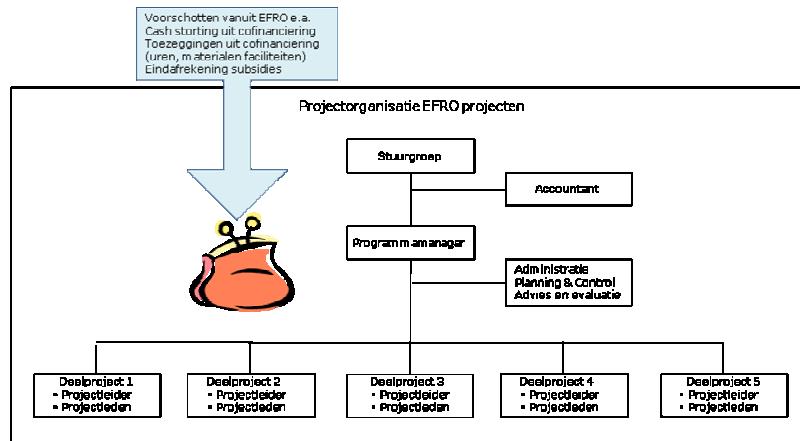 Voorschotten vanuit EFRO e.a.
Cash storting uit cofinanciering
Toezeggingen uit cofinanciering
(uren, materialen faciliteiten)
Eindafrekening subsidies
Projectorganisatie EFRO projecten
Stuurgroep
Accountant
Programmamanager
Administratie
Planning & Control
Advies en evaluatie
Deelproject 1
• Projectleider
• Projectleden
Deelproject 2
• Projectleider
• Projectleden
Deelproject 3
• Projectleider
• Projectleden
Deelproject 4
• Projectleider
• Projectleden
Deelproject 5
• Projectleider
• Projectleden